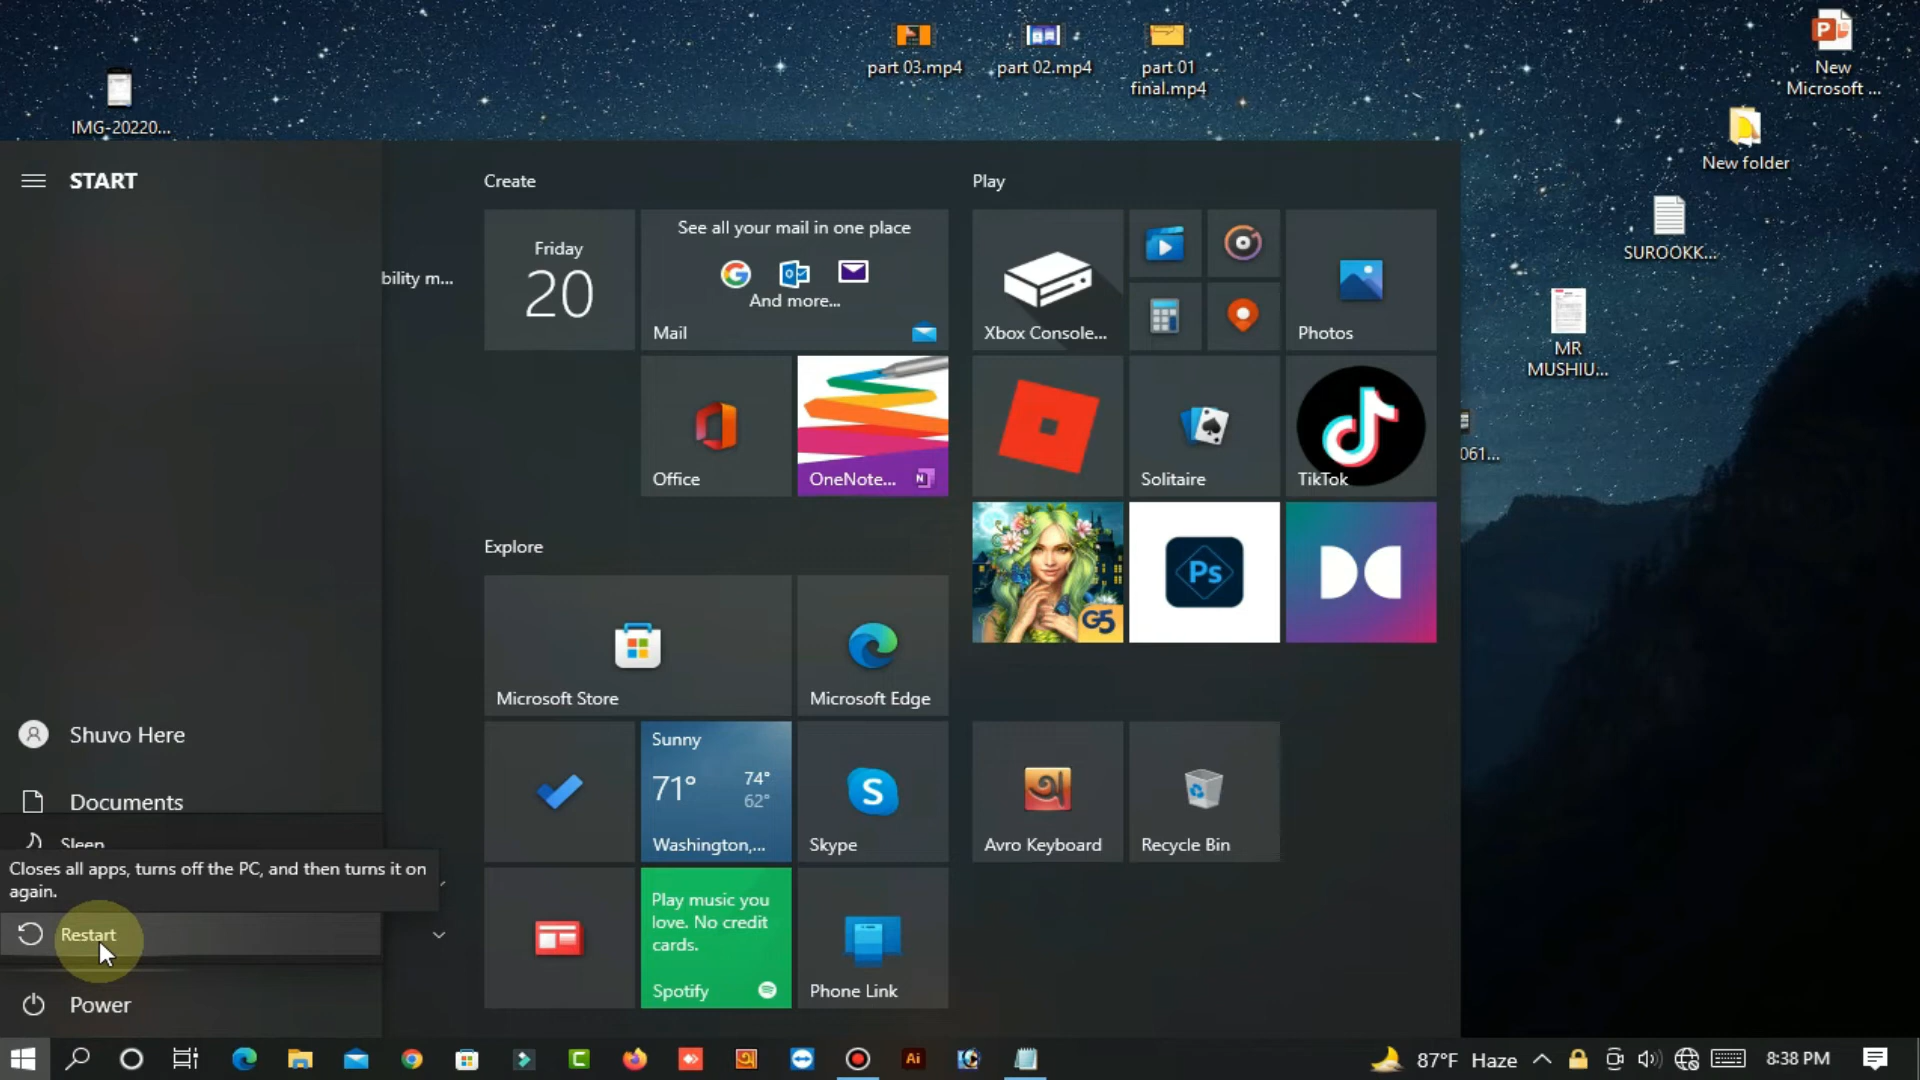 part 03.mp4
part 02.mp4
part 01
final.mp4
New
Microsoft ...
IMG-20220...
New folder
SUROOKK...
MR
MUSHIU...
061...
START
bility m...
Create
Friday
20
See all your mail in one place
And more...
Mail
Office
OneNote...
N
Play
Xbox Console...
Photos
Solitaire
TikTok
G5
Ps
Explore
Microsoft Store
Microsoft Edge
Sunny
71°
74°
62°
Washington,...
Skype
S
Play music you
love. No credit
cards.
Spotify
Phone Link
অ
Avro Keyboard
Recycle Bin
Shuvo Here
Documents
Sleep
Closes all apps, turns off the PC, and then turns it on
again.
Restart
Power
C
Ai
87°F Haze
8:38 PM